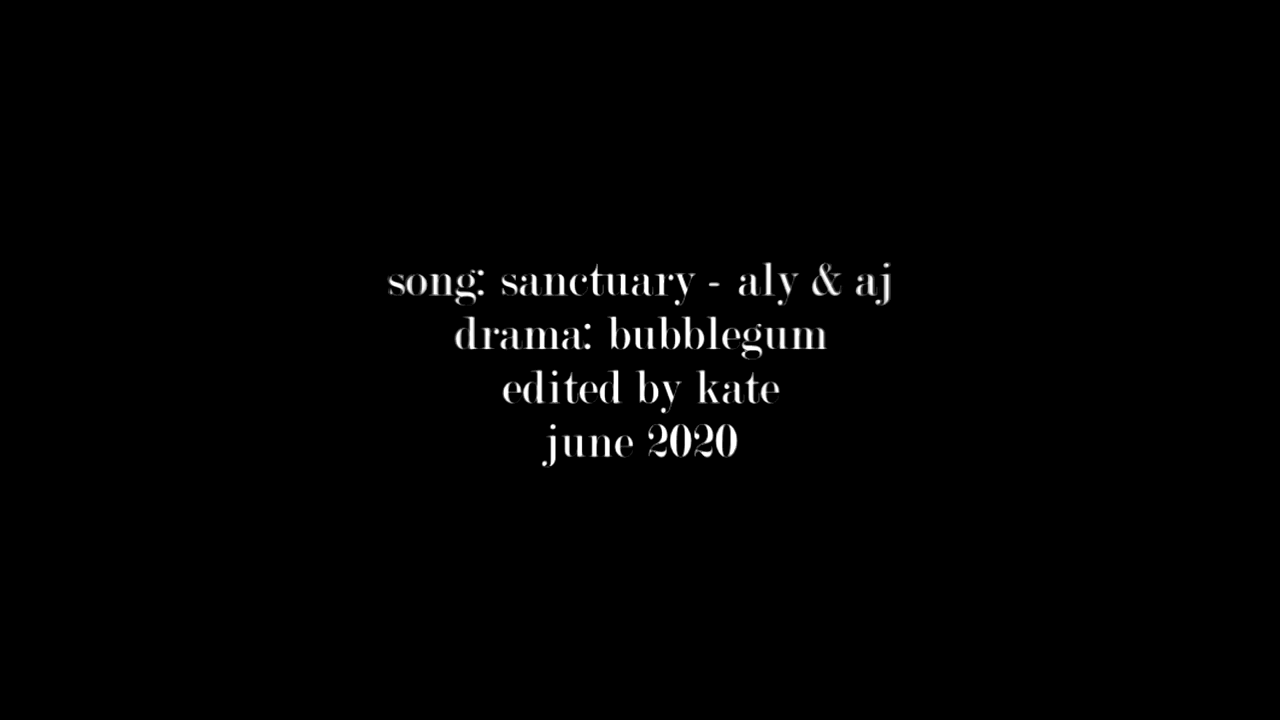 song: sanctuary - aly & aj
drama: bubblegum
edited by kate
june 2020